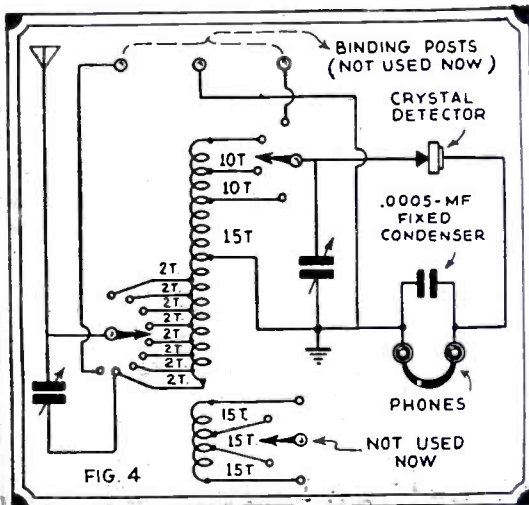 BINDING POSTS
(NOT USED NOW)
CRYSTAL
DETECTOR
10T
10T
.0005-MF
FIXED
CONDENSER
15T
2T.
2T.
2T.
2T.
2T.
2T.
2T.
PHONES
15T.
15T.
15T
NOT USED
NOW
FIG. 4